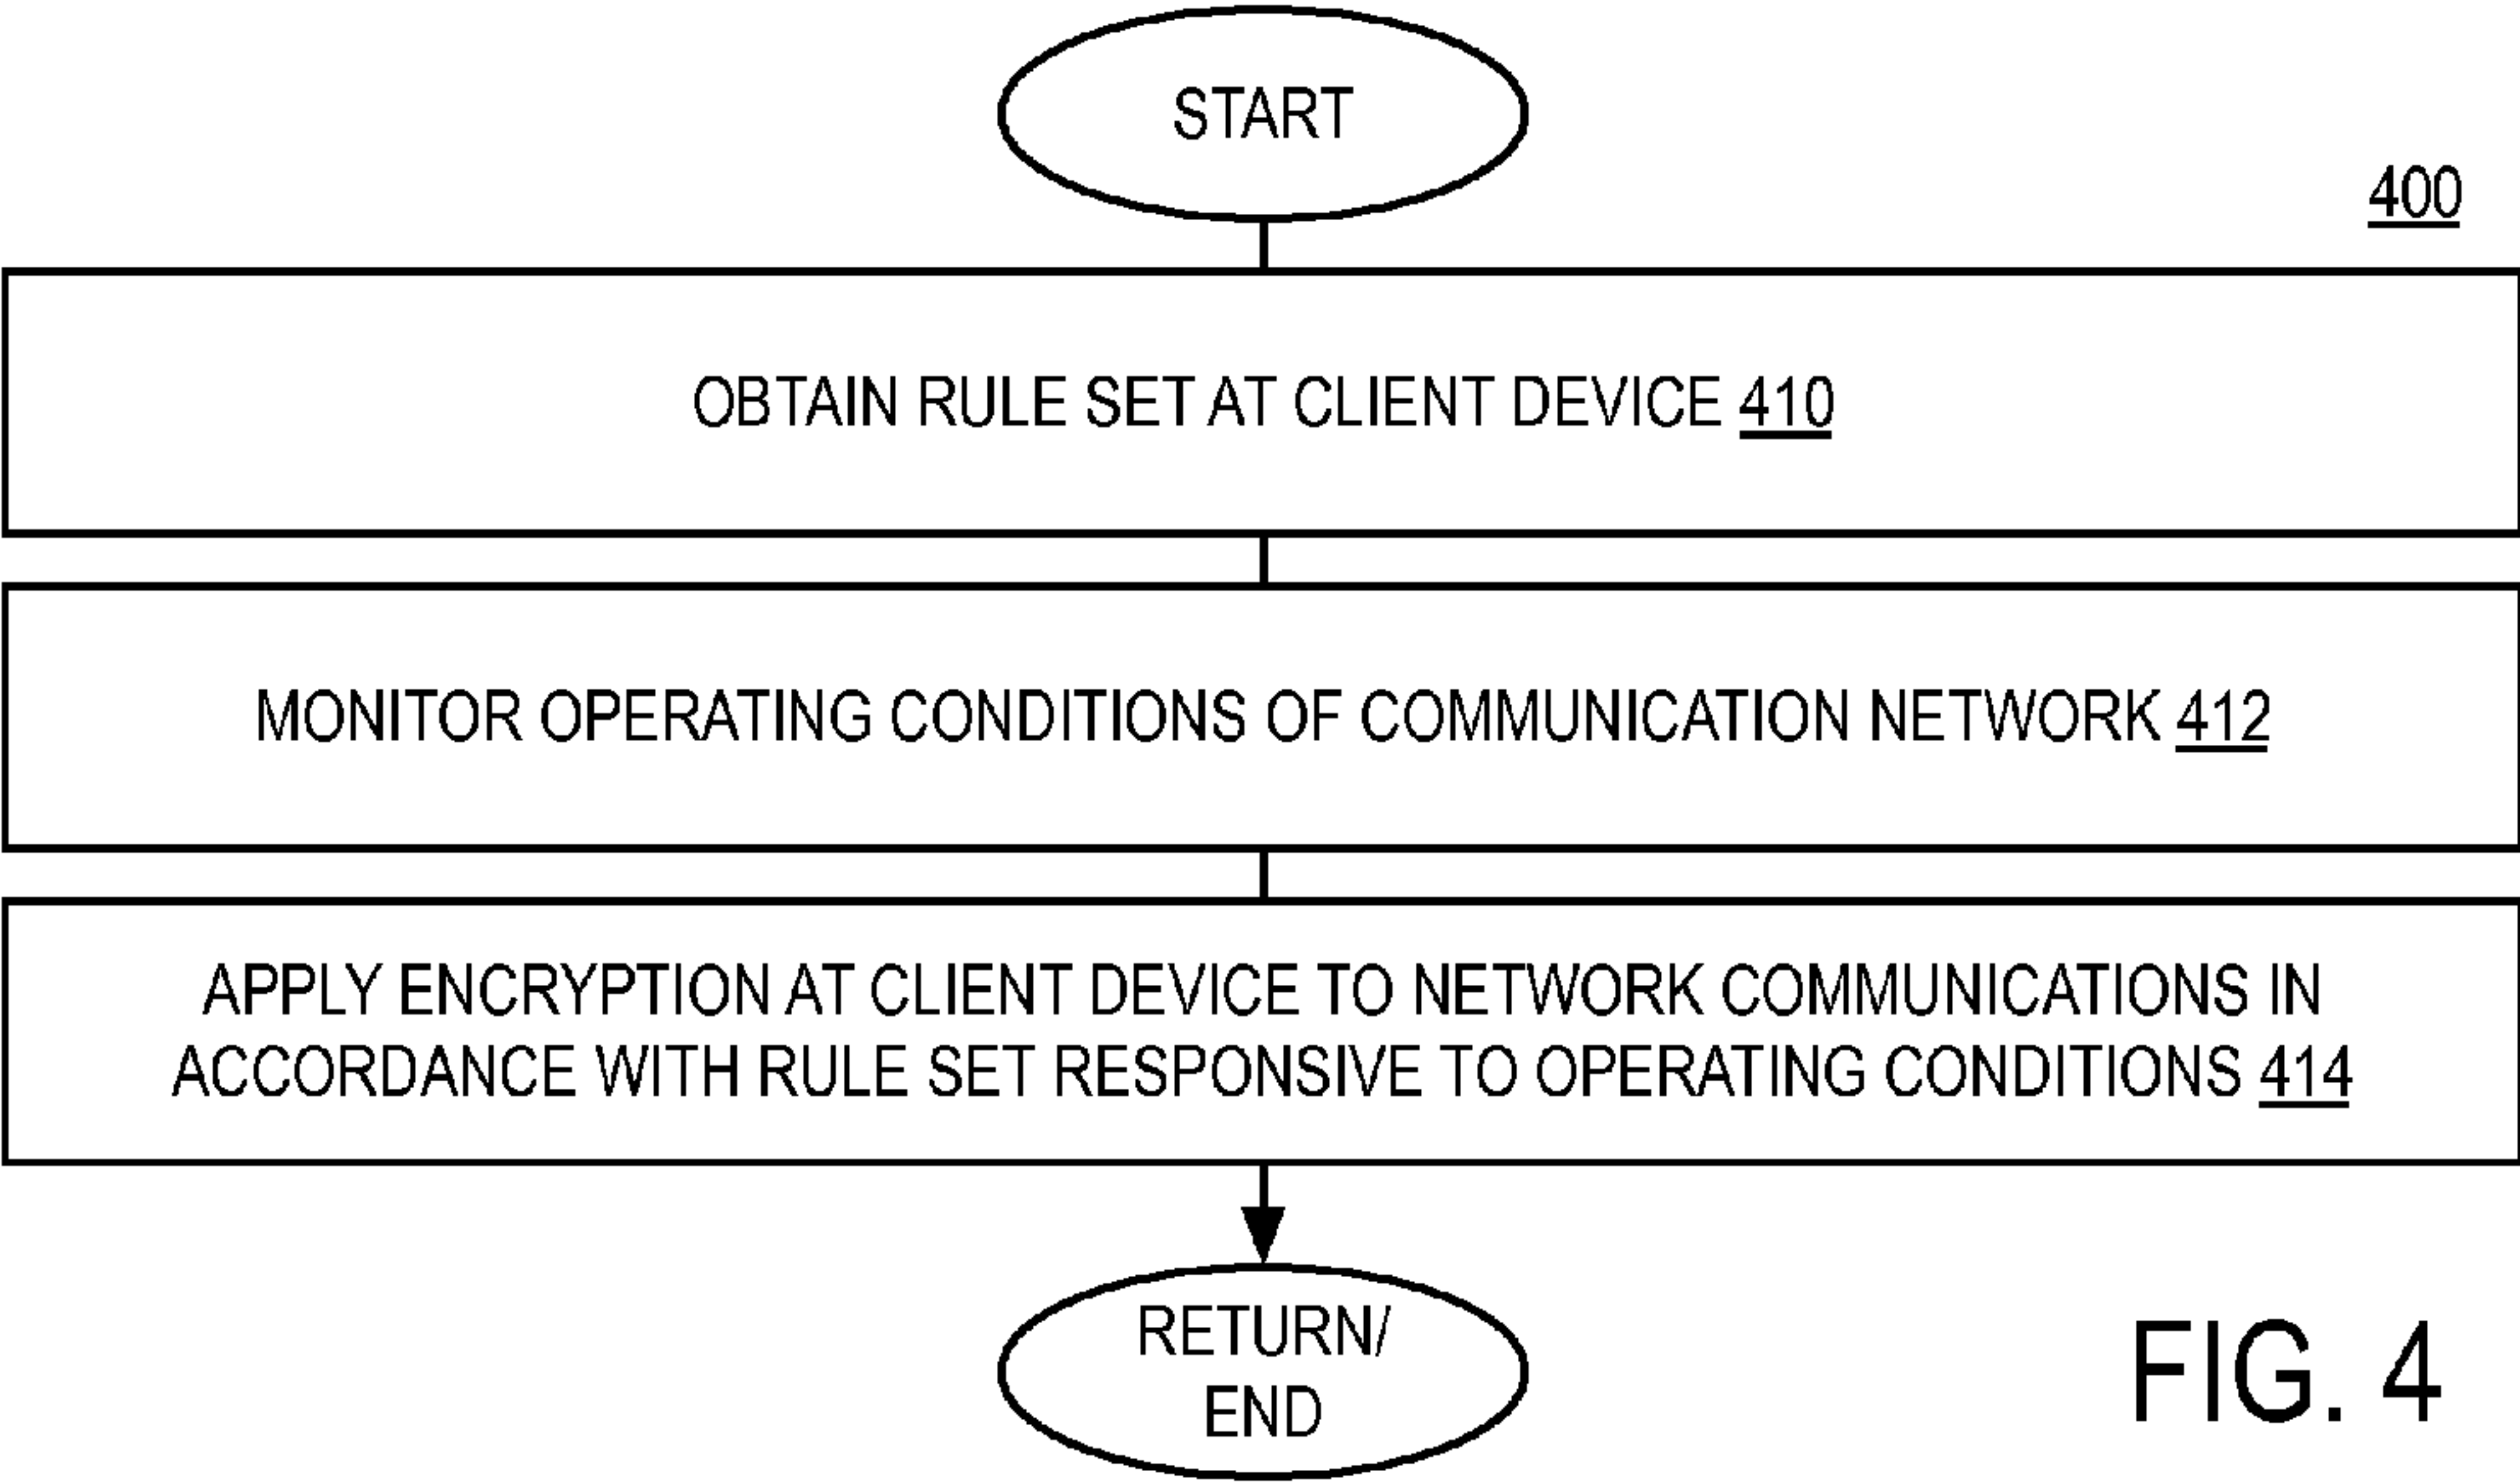 START
400
OBTAIN RULE SET AT CLIENT DEVICE 410
MONITOR OPERATING CONDITIONS OF COMMUNICATION NETWORK 412
APPLY ENCRYPTION AT CLIENT DEVICE TO NETWORK COMMUNICATIONS IN
ACCORDANCE WITH RULE SET RESPONSIVE TO OPERATING CONDITIONS 414
RETURN/
END
FIG. 4